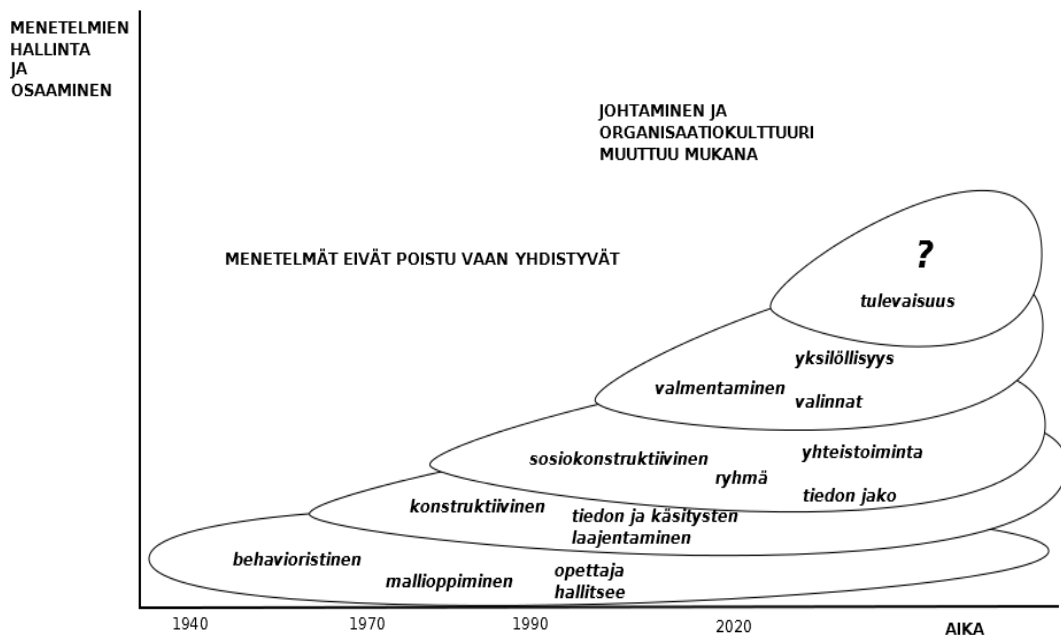 MENETELMIEN
HALLINTA
JA
OSAAMINEN
JOHTAMINEN JA
ORGANISAATIOKULTTUURI
MUUTTUU MUKANA
MENETELMÄT EIVÄT POISTU VAAN YHDISTYVÄT
?
tulevaisuus
yksilöllisyys
valmentaminen
valinnat
yhteistoiminta
sosiokonstruktiivinen
ryhmä
tiedon jako
konstruktiivinen
tiedon ja käsitysten
laajentaminen
behavioristinen
mallioppiminen
opettaja
hallitsee
1940 1970 1990 2020 AIKA